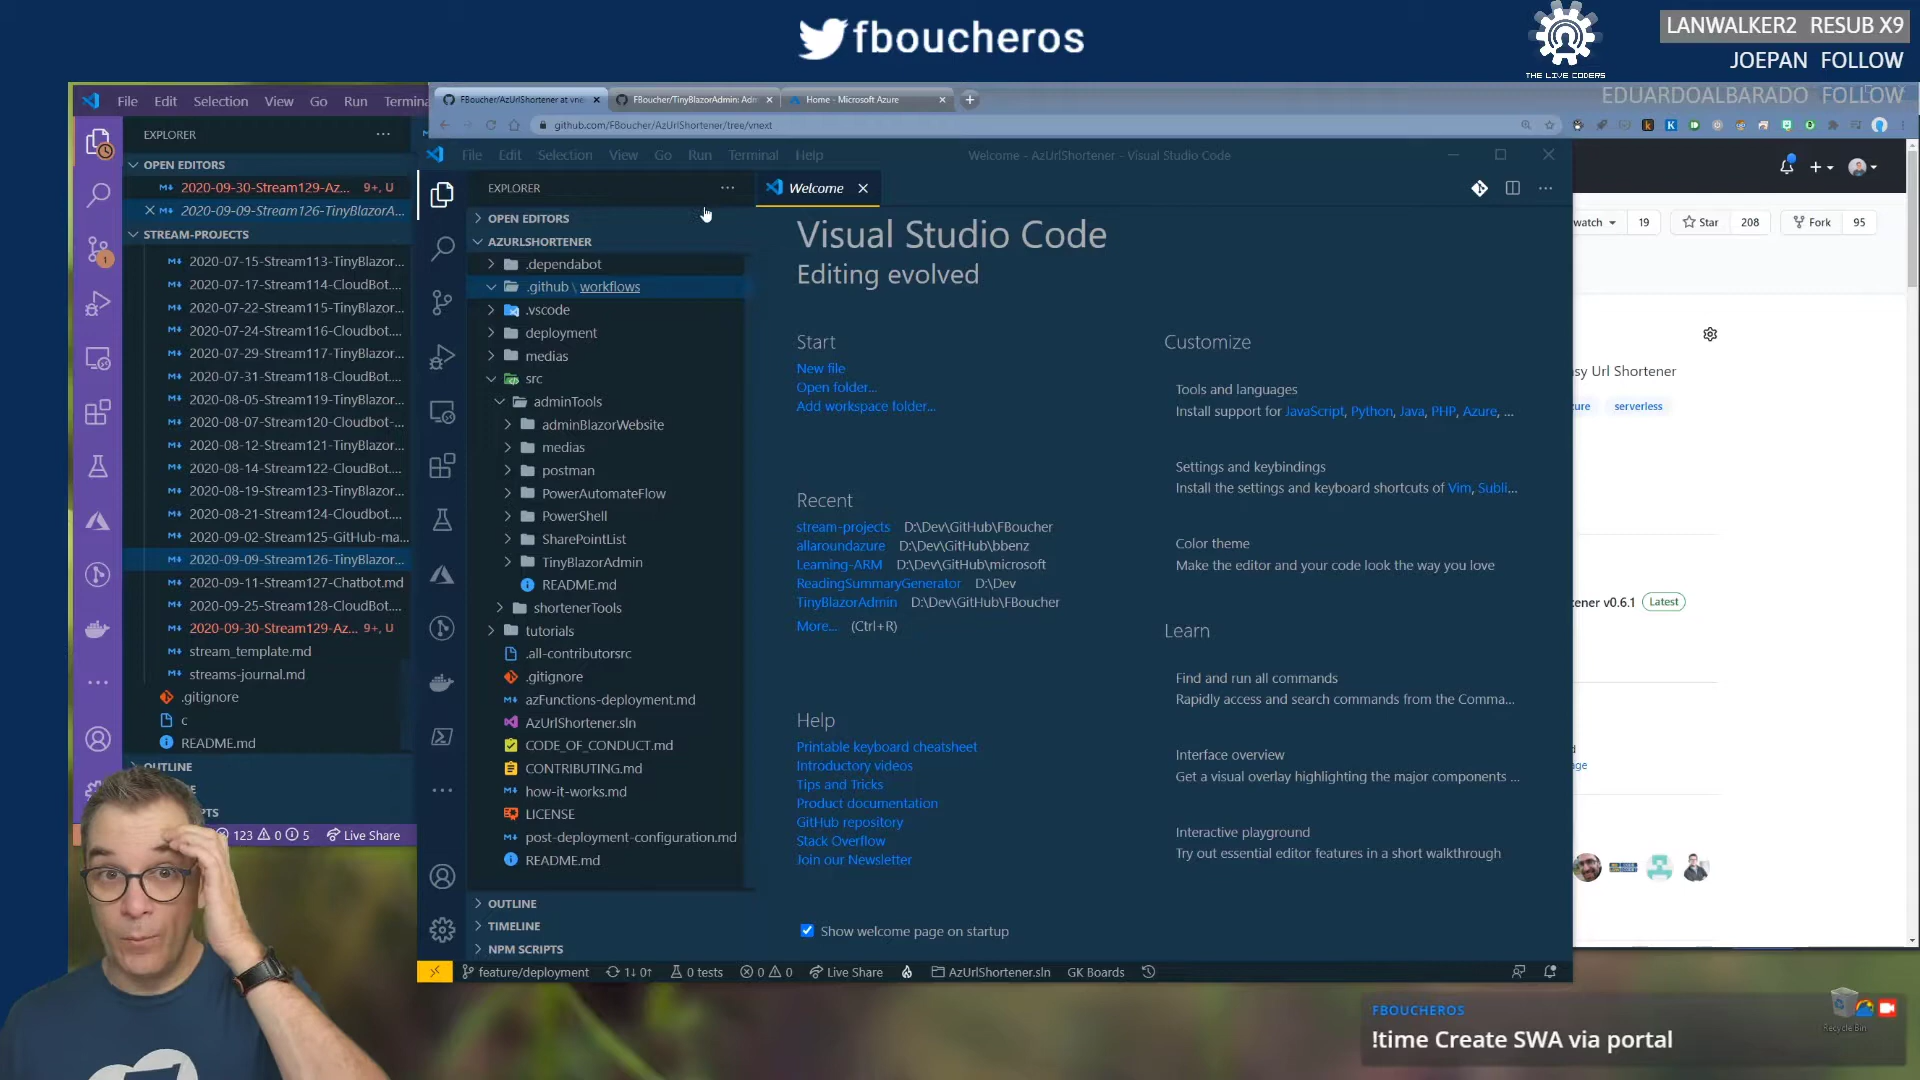 fboucheros
THE LIVE CODERS
LANWALKER2 RESUB X9
JOEPAN FOLLOW
EDUARDOALBARADO FOLLOW
File Edit Selection View Go Run Termina
FBoucher/AzUrlShortener at vne
FBoucher/TinyBlazorAdmin: Adm
Home - Microsoft Azure
github.com/FBoucher/AzUrlShortener/tree/vnext
EXPLORER
OPEN EDITORS
2020-09-30-Stream129-Az... 9+, U
2020-09-09-Stream126-TinyBlazorA...
STREAM-PROJECTS
2020-07-15-Stream113-TinyBlazor...
2020-07-17-Stream114-CloudBot....
2020-07-22-Stream115-TinyBlazor...
2020-07-24-Stream116-Cloudbot....
2020-07-29-Stream117-TinyBlazor...
2020-07-31-Stream118-CloudBot....
2020-08-05-Stream119-TinyBlazor...
2020-08-07-Stream120-Cloudbot-...
2020-08-12-Stream121-TinyBlazor...
2020-08-14-Stream122-CloudBot....
2020-08-19-Stream123-TinyBlazor...
2020-08-21-Stream124-Cloudbot....
2020-09-02-Stream125-GitHub-ma...
2020-09-09-Stream126-TinyBlazor...
2020-09-11-Stream127-Chatbot.md
2020-09-25-Stream128-CloudBot....
2020-09-30-Stream129-Az... 9+, U
stream_template.md
streams-journal.md
.gitignore
c
README.md
OUTLINE
PTS
123 0 5 Live Share
File Edit Selection View Go Run Terminal Help
Welcome - AzUrlShortener - Visual Studio Code
EXPLORER
OPEN EDITORS
AZURLSHORTENER
.dependabot
.github \ workflows
.vscode
deployment
medias
src
adminTools
adminBlazorWebsite
medias
postman
PowerAutomateFlow
PowerShell
SharePointList
TinyBlazorAdmin
README.md
shortenerTools
tutorials
.all-contributorsrc
.gitignore
azFunctions-deployment.md
AzUrlShortener.sln
CODE_OF_CONDUCT.md
CONTRIBUTING.md
how-it-works.md
LICENSE
post-deployment-configuration.md
README.md
OUTLINE
TIMELINE
NPM SCRIPTS
Welcome
Visual Studio Code
Editing evolved
Start
New file
Open folder...
Add workspace folder...
Recent
stream-projects D:\Dev\GitHub\FBoucher
allaroundazure D:\Dev\GitHub\bbenz
Learning-ARM D:\Dev\GitHub\microsoft
ReadingSummaryGenerator D:\Dev
TinyBlazorAdmin D:\Dev\GitHub\FBoucher
More... (Ctrl+R)
Help
Printable keyboard cheatsheet
Introductory videos
Tips and Tricks
Product documentation
GitHub repository
Stack Overflow
Join our Newsletter
Show welcome page on startup
Customize
Tools and languages
Install support for JavaScript, Python, Java, PHP, Azure, ...
Settings and keybindings
Install the settings and keyboard shortcuts of Vim, Subli...
Color theme
Make the editor and your code look the way you love
Learn
Find and run all commands
Rapidly access and search commands from the Comma...
Interface overview
Get a visual overlay highlighting the major components ...
Interactive playground
Try out essential editor features in a short walkthrough
feature/deployment 1↓ 0↑ 0 tests 0 0 Live Share AzUrlShortener.sln GK Boards
watch 19 Star 208 Fork 95
sy Url Shortener
ure serverless
ener v0.6.1 Latest
age
Recycle Bin
FBOUCHEROS
!time Create SWA via portal